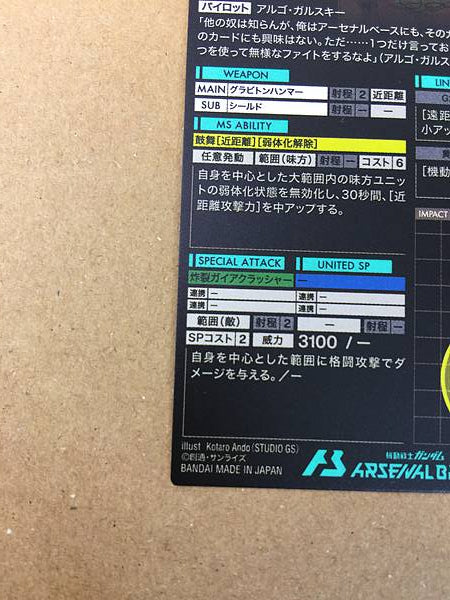 パイロット アルゴ・ガルスキー
「他の奴は知らんが、俺はアーセナルベースにも、その
のカードにも興味はない。ただ……1つだけ言ってお
つを使って無様なファイトをするなよ」(アルゴ・ガルス
WEAPON
MAIN グラビトンハンマー 射程 2 近距離
SUB シールド 射程 ー ー
MS ABILITY
鼓舞[近距離][弱体化解除]
任意発動 範囲(味方) 射程 ー コスト 6
自身を中心とした大範囲内の味方ユニッ
トの弱体化状態を無効化し、30秒間、[近
距離攻撃力]を中アップする。
LIN
[遠距
小アッ
[機動
IMPACT
SPECIAL ATTACK UNITED SP
炸裂ガイアクラッシャー ー
連携 ー 連携 ー
連携 ー 連携 ー
範囲(敵) 射程 2 ー 射程 ー
SPコスト 2 威力 3100 /ー
自身を中心とした範囲に格闘攻撃でダ
メージを与える。/ー
illust Kotaro Ando(STUDIO GS)
©創通・サンライズ
BANDAI MADE IN JAPAN
機動戦士ガンダム
ARSENAL B